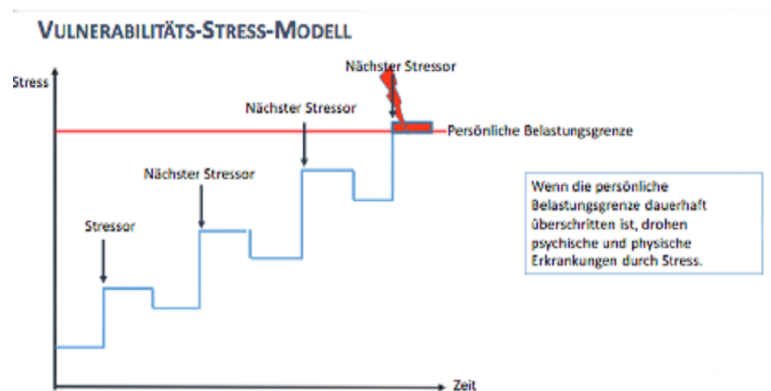 VULNERABILITÄTS-STRESS-MODELL
Nächster Stressor
Stress
Nächster Stressor
Persönliche Belastungsgrenze
Nächster Stressor
Stressor
Wenn die persönliche
Belastungsgrenze dauerhaft
überschritten ist, drohen
psychische und physische
Erkrankungen durch Stress.
Zeit